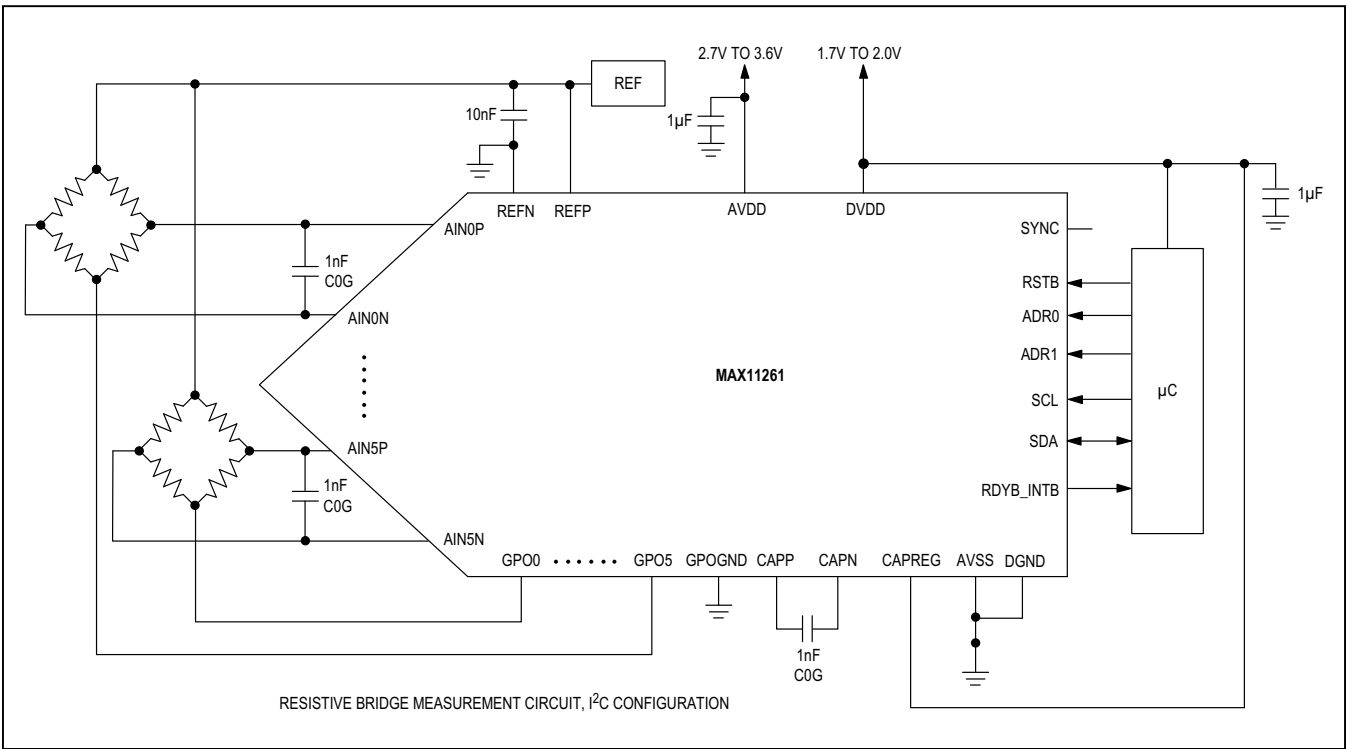 2.7V TO 3.6V
1.7V TO 2.0V
REF
10nF
1µF
1µF
REFN
REFP
AVDD
DVDD
AIN0P
SYNC
1nF
C0G
RSTB
AIN0N
ADR0
ADR1
MAX11261
µC
SCL
AIN5P
SDA
1nF
C0G
RDYB_INTB
AIN5N
GPO0 • • • • • • GPO5
GPOGND
CAPP
CAPN
CAPREG
AVSS
DGND
1nF
C0G
RESISTIVE BRIDGE MEASUREMENT CIRCUIT, I²C CONFIGURATION